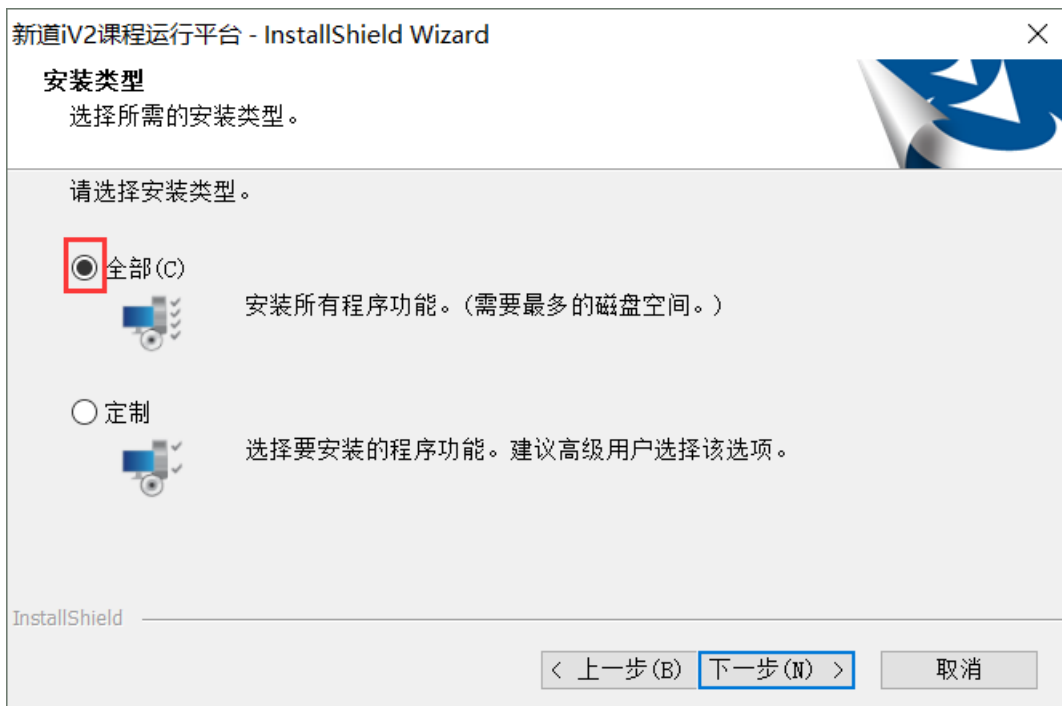 新道iV2课程运行平台 - InstallShield Wizard
安装类型
选择所需的安装类型。
请选择安装类型。
全部(C)
安装所有程序功能。(需要最多的磁盘空间。)
定制
选择要安装的程序功能。建议高级用户选择该选项。
InstallShield
< 上一步(B) 下一步(N) > 取消